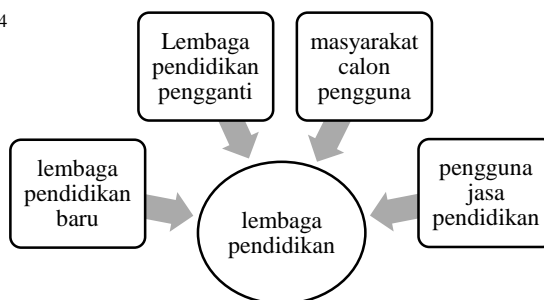 4
Lembaga
pendidikan
pengganti
masyarakat
calon
pengguna
lembaga
pendidikan
baru
lembaga
pendidikan
pengguna
jasa
pendidikan